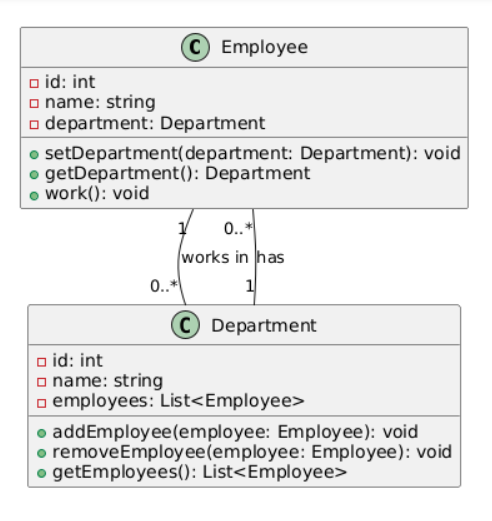 C Employee
id: int
name: string
department: Department
setDepartment(department: Department): void
getDepartment(): Department
work(): void
1 0..*
works in has
0..* 1
C Department
id: int
name: string
employees: List<Employee>
addEmployee(employee: Employee): void
removeEmployee(employee: Employee): void
getEmployees(): List<Employee>